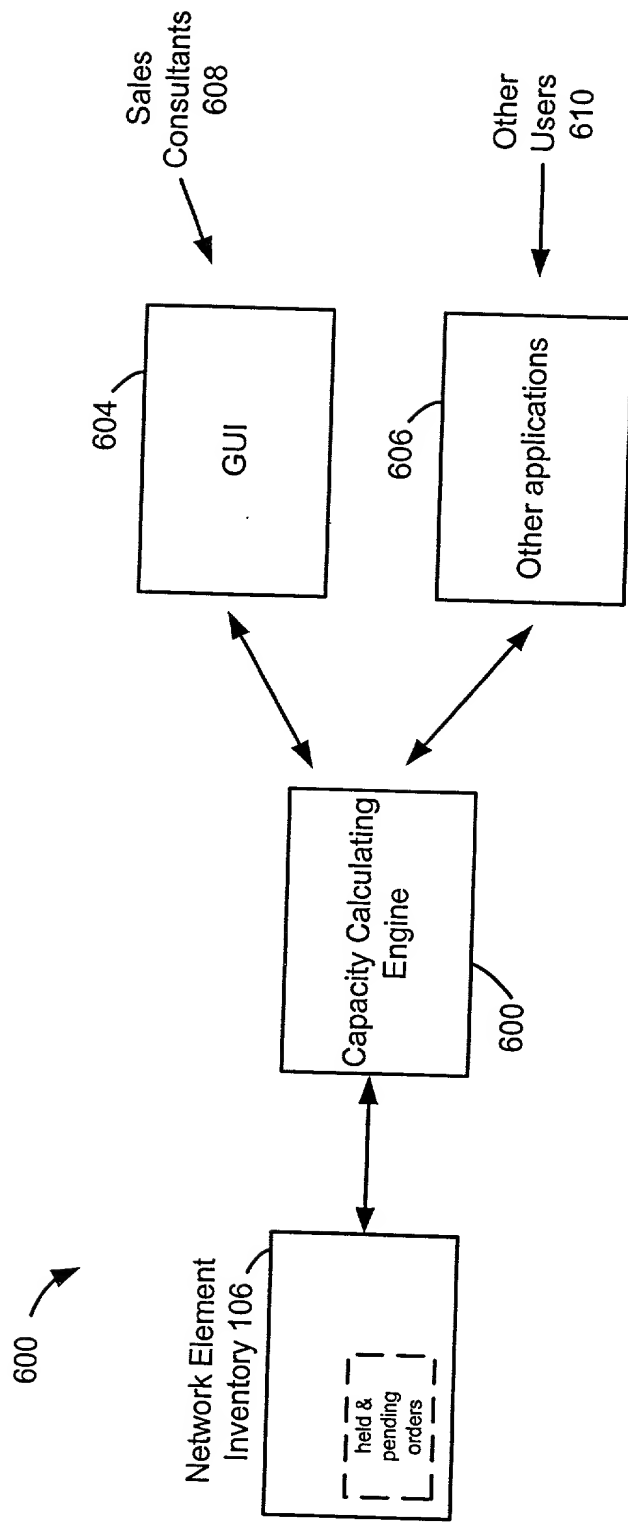 600
Network Element
Inventory 106
held &
pending
orders
Capacity Calculating
Engine
600
604
GUI
606
Other applications
Sales
Consultants
608
Other
Users
610